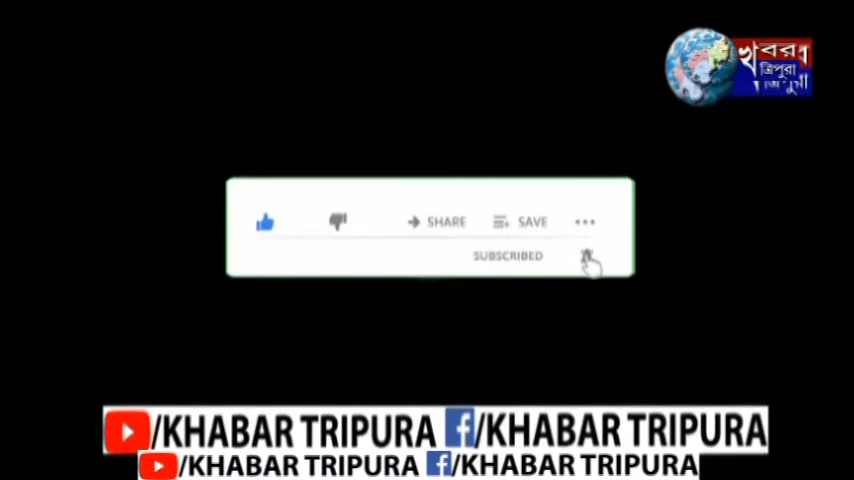 খবর
ত্রিপুরা
SHARE SAVE
SUBSCRIBED
/KHABAR TRIPURA f/KHABAR TRIPURA
/KHABAR TRIPURA f/KHABAR TRIPURA